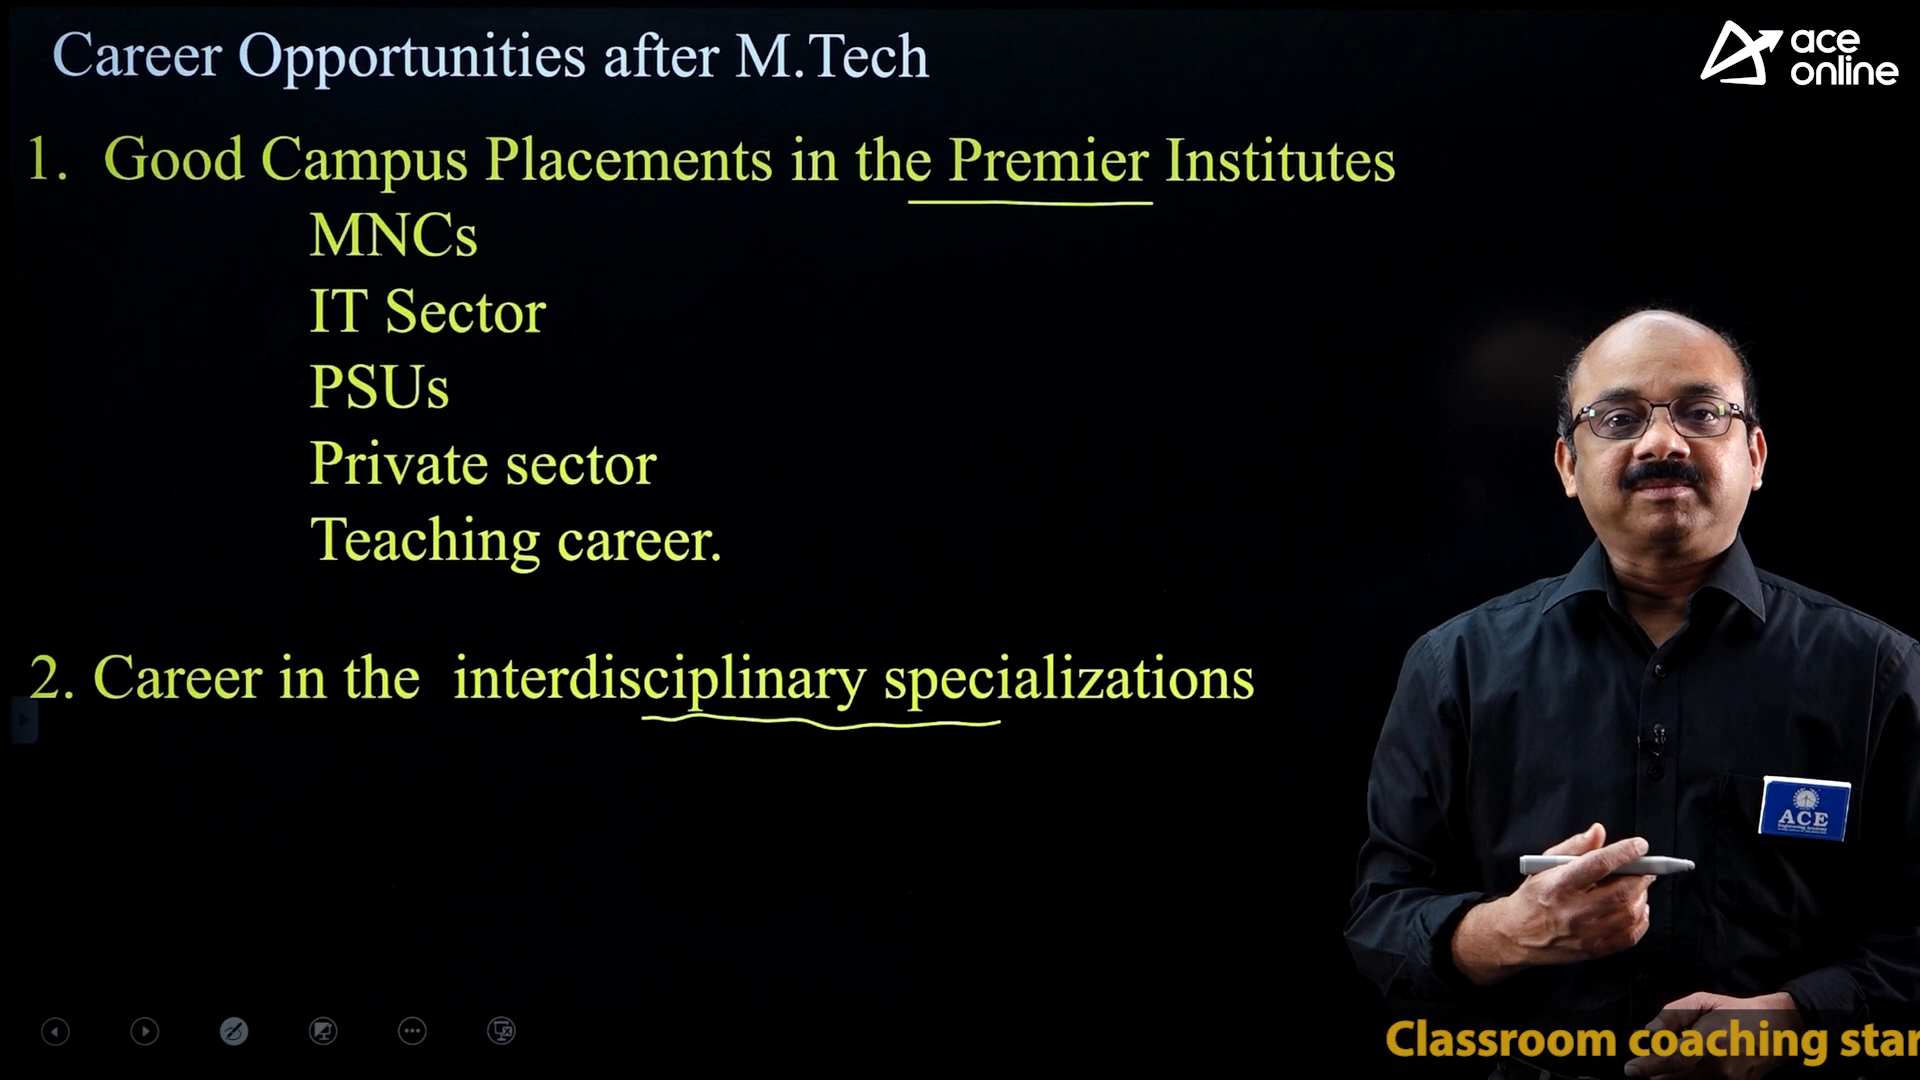 Career Opportunities after M.Tech
ace
online
1. Good Campus Placements in the Premier Institutes
MNCs
IT Sector
PSUs
Private sector
Teaching career.
2. Career in the interdisciplinary specializations
ACE
Classroom coaching star